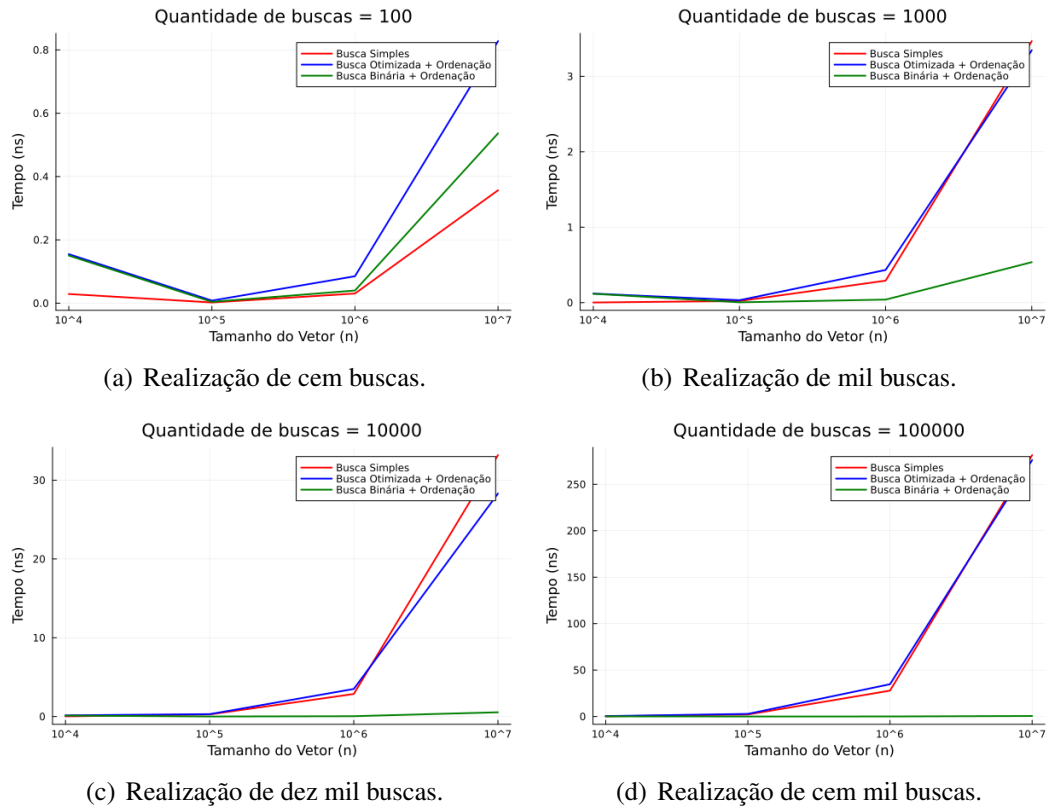 Quantidade de buscas = 100
Busca Simples
Busca Otimizada + Ordenação
Busca Binária + Ordenação
Tempo (ns)
0.8
0.6
0.4
0.2
0.0
10^4
10^5
10^6
10^7
Tamanho do Vetor (n)
(a) Realização de cem buscas.
Quantidade de buscas = 1000
Busca Simples
Busca Otimizada + Ordenação
Busca Binária + Ordenação
Tempo (ns)
3
2
1
0
10^4
10^5
10^6
10^7
Tamanho do Vetor (n)
(b) Realização de mil buscas.
Quantidade de buscas = 10000
Busca Simples
Busca Otimizada + Ordenação
Busca Binária + Ordenação
Tempo (ns)
30
20
10
0
10^4
10^5
10^6
10^7
Tamanho do Vetor (n)
(c) Realização de dez mil buscas.
Quantidade de buscas = 100000
Busca Simples
Busca Otimizada + Ordenação
Busca Binária + Ordenação
Tempo (ns)
250
200
150
100
50
0
10^4
10^5
10^6
10^7
Tamanho do Vetor (n)
(d) Realização de cem mil buscas.